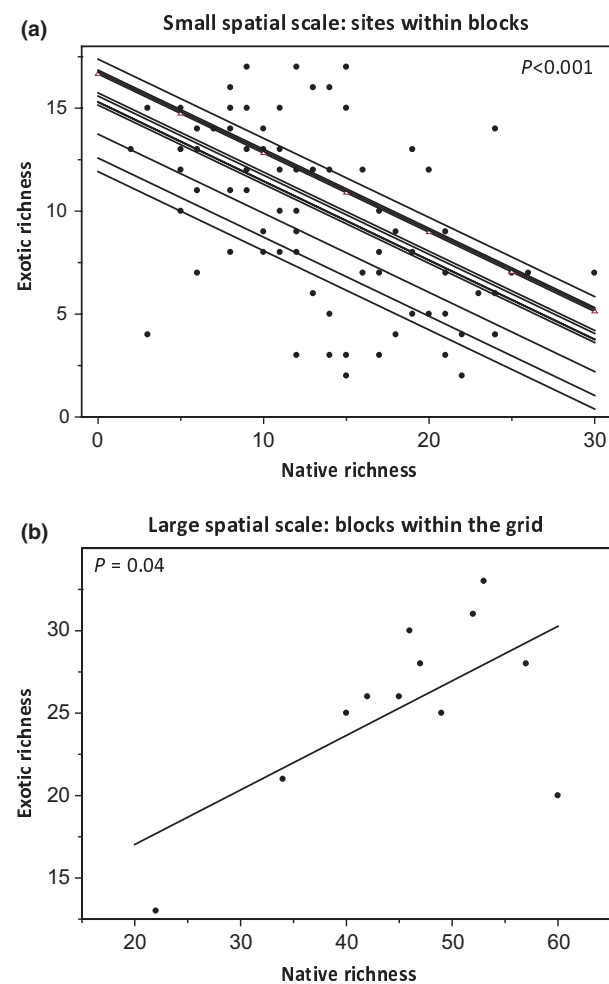 (a)
Small spatial scale: sites within blocks
P<0.001
15
10
5
0
Exotic richness
0 10 20 30
Native richness
(b)
Large spatial scale: blocks within the grid
P = 0.04
30
25
20
15
Exotic richness
20 30 40 50 60
Native richness